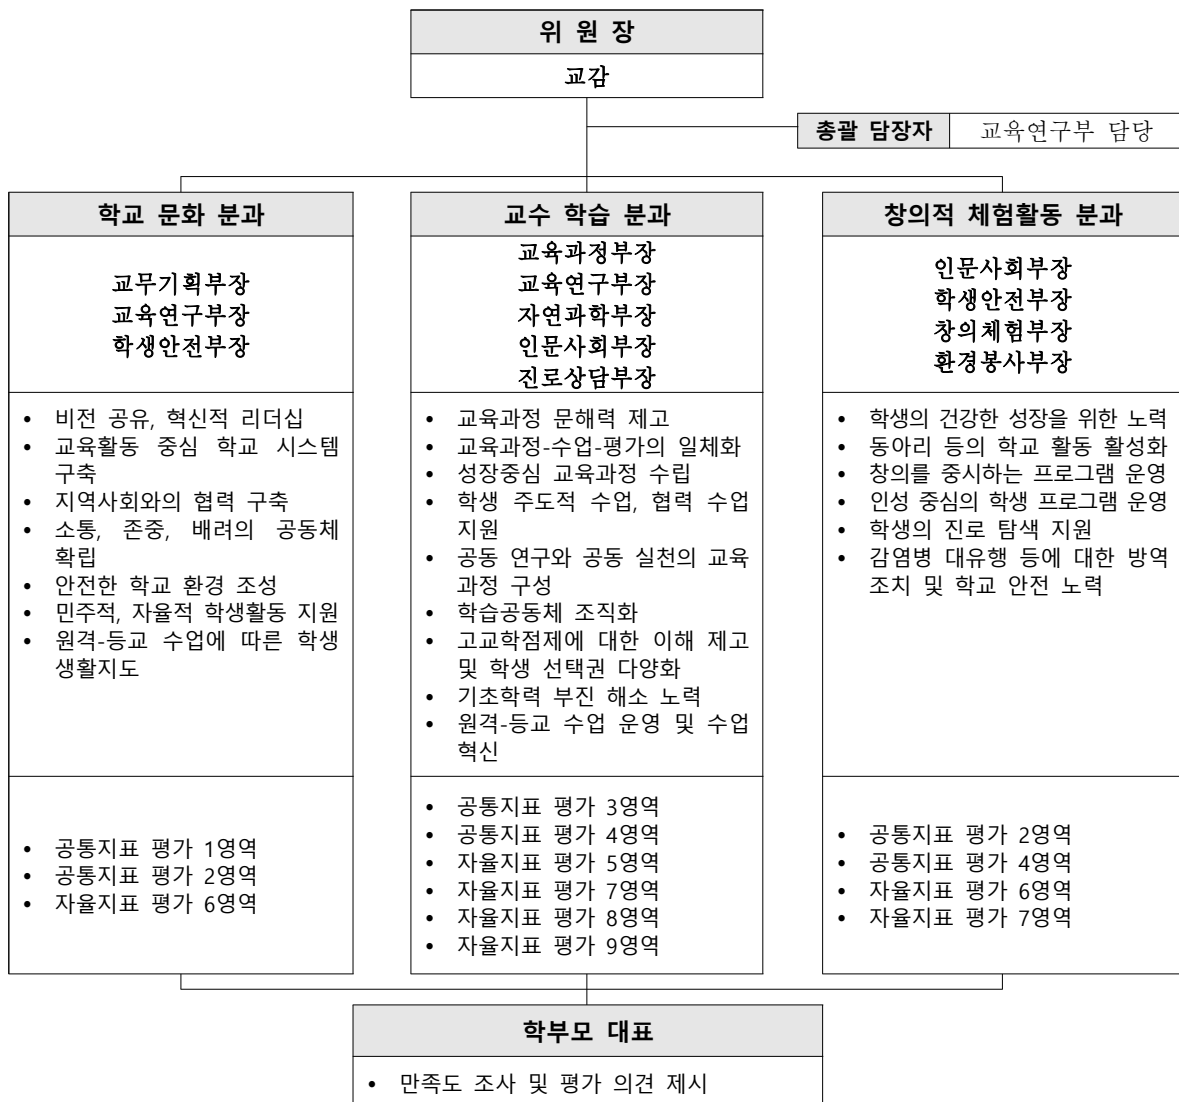 위 원 장
교감
총괄 담장자 교육연구부 담당
학교 문화 분과
교무기획부장
교육연구부장
학생안전부장
• 비전 공유, 혁신적 리더십
• 교육활동 중심 학교 시스템
구축
• 지역사회와의 협력 구축
• 소통, 존중, 배려의 공동체
확립
• 안전한 학교 환경 조성
• 민주적, 자율적 학생활동 지원
• 원격-등교 수업에 따른 학생
생활지도
• 공통지표 평가 1영역
• 공통지표 평가 2영역
• 자율지표 평가 6영역
교수 학습 분과
교육과정부장
교육연구부장
자연과학부장
인문사회부장
진로상담부장
• 교육과정 문해력 제고
• 교육과정-수업-평가의 일체화
• 성장중심 교육과정 수립
• 학생 주도적 수업, 협력 수업
지원
• 공동 연구와 공동 실천의 교육
과정 구성
• 학습공동체 조직화
• 고교학점제에 대한 이해 제고
및 학생 선택권 다양화
• 기초학력 부진 해소 노력
• 원격-등교 수업 운영 및 수업
혁신
• 공통지표 평가 3영역
• 공통지표 평가 4영역
• 자율지표 평가 5영역
• 자율지표 평가 7영역
• 자율지표 평가 8영역
• 자율지표 평가 9영역
창의적 체험활동 분과
인문사회부장
학생안전부장
창의체험부장
환경봉사부장
• 학생의 건강한 성장을 위한 노력
• 동아리 등의 학교 활동 활성화
• 창의를 중시하는 프로그램 운영
• 인성 중심의 학생 프로그램 운영
• 학생의 진로 탐색 지원
• 감염병 대유행 등에 대한 방역
조치 및 학교 안전 노력
• 공통지표 평가 2영역
• 공통지표 평가 4영역
• 자율지표 평가 6영역
• 자율지표 평가 7영역
학부모 대표
• 만족도 조사 및 평가 의견 제시